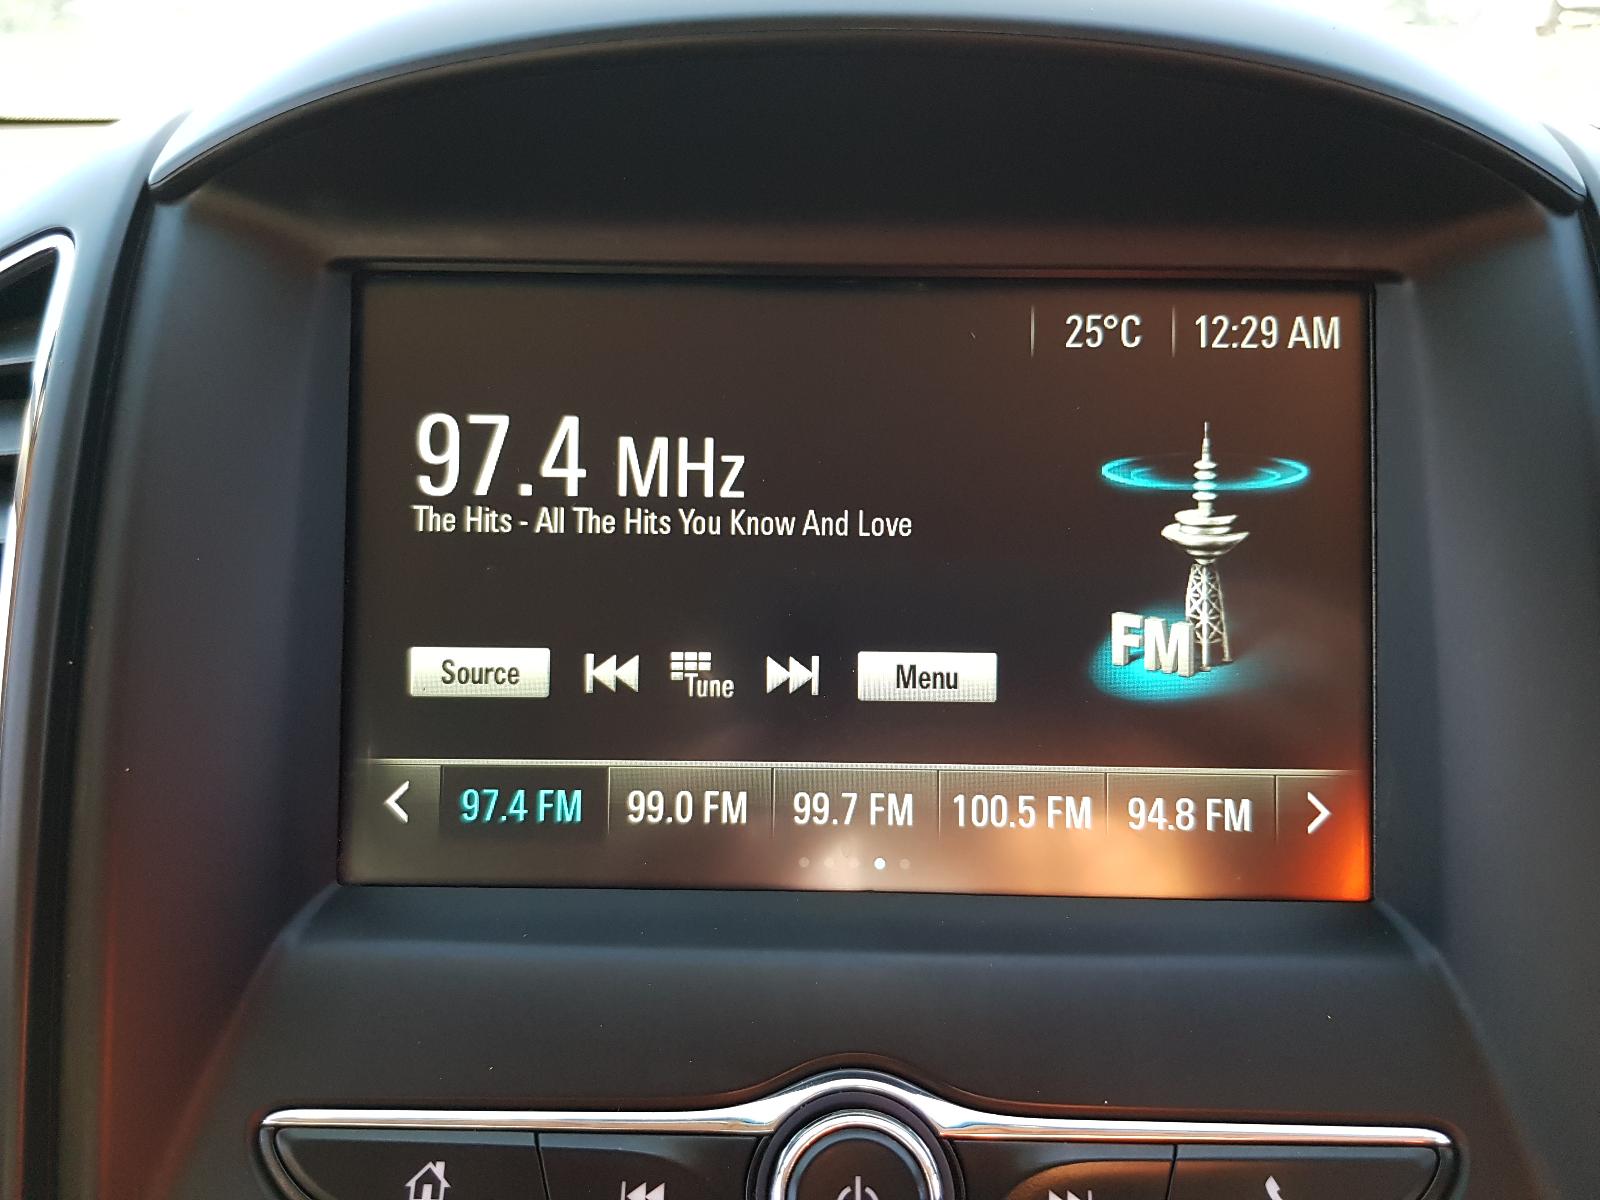 25°C 12:29 AM
97.4 MHz
The Hits - All The Hits You Know And Love
FM
Source Tune Menu
97.4 FM 99.0 FM 99.7 FM 100.5 FM 94.8 FM